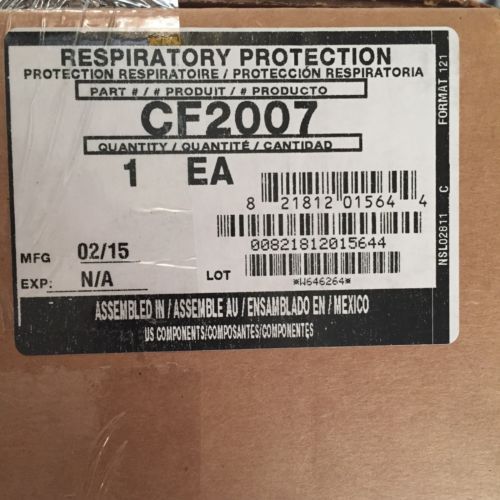 RESPIRATORY PROTECTION
PROTECTION RESPIRATOIRE / PROTECCIÓN RESPIRATORIA
PART # / # PRODUIT / # PRODUCTO
CF2007
QUANTITY / QUANTITÉ / CANTIDAD
1 EA
8 21812 01564 4
00821812015644
MFG 02/15
EXP: N/A
LOT
*W646264*
ASSEMBLED IN / ASSEMBLE AU / ENSAMBLADO EN / MEXICO
US COMPONENTS/COMPOSANTES/COMPONENTES
FORMAT 121
NSL02811 C